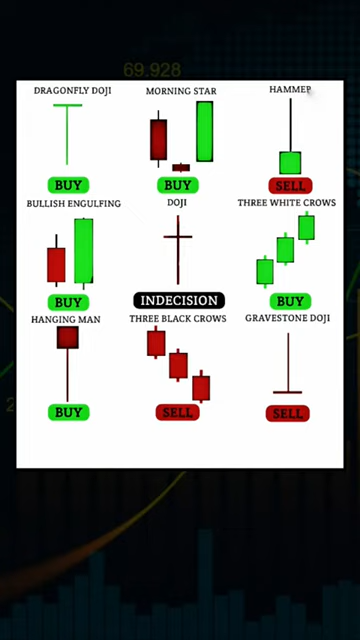 69.928
DRAGONFLY DOJI
MORNING STAR
HAMMER
BUY
BUY
SELL
BULLISH ENGULFING
DOJI
THREE WHITE CROWS
BUY
INDECISION
BUY
HANGING MAN
THREE BLACK CROWS
GRAVESTONE DOJI
BUY
SELL
SELL